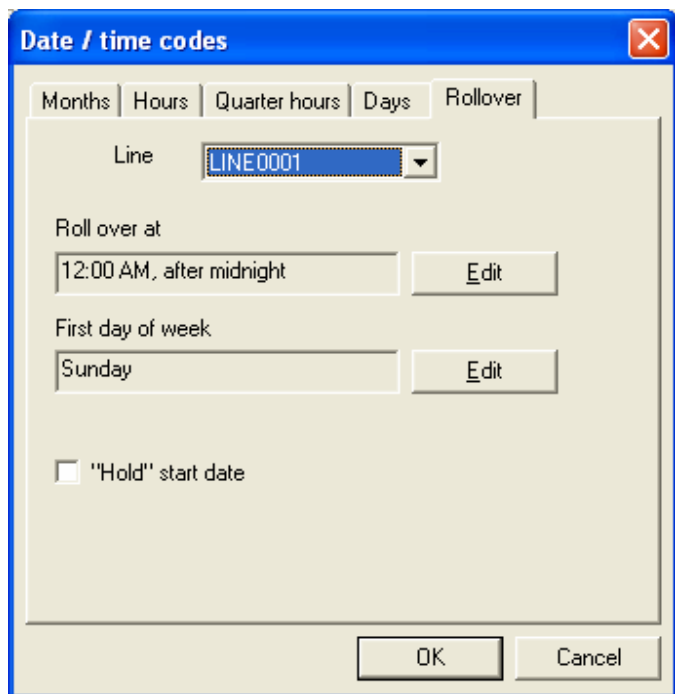 Date / time codes
Months Hours Quarter hours Days Rollover
Line LINE0001
Roll over at
12:00 AM, after midnight Edit
First day of week
Sunday Edit
"Hold" start date
OK Cancel